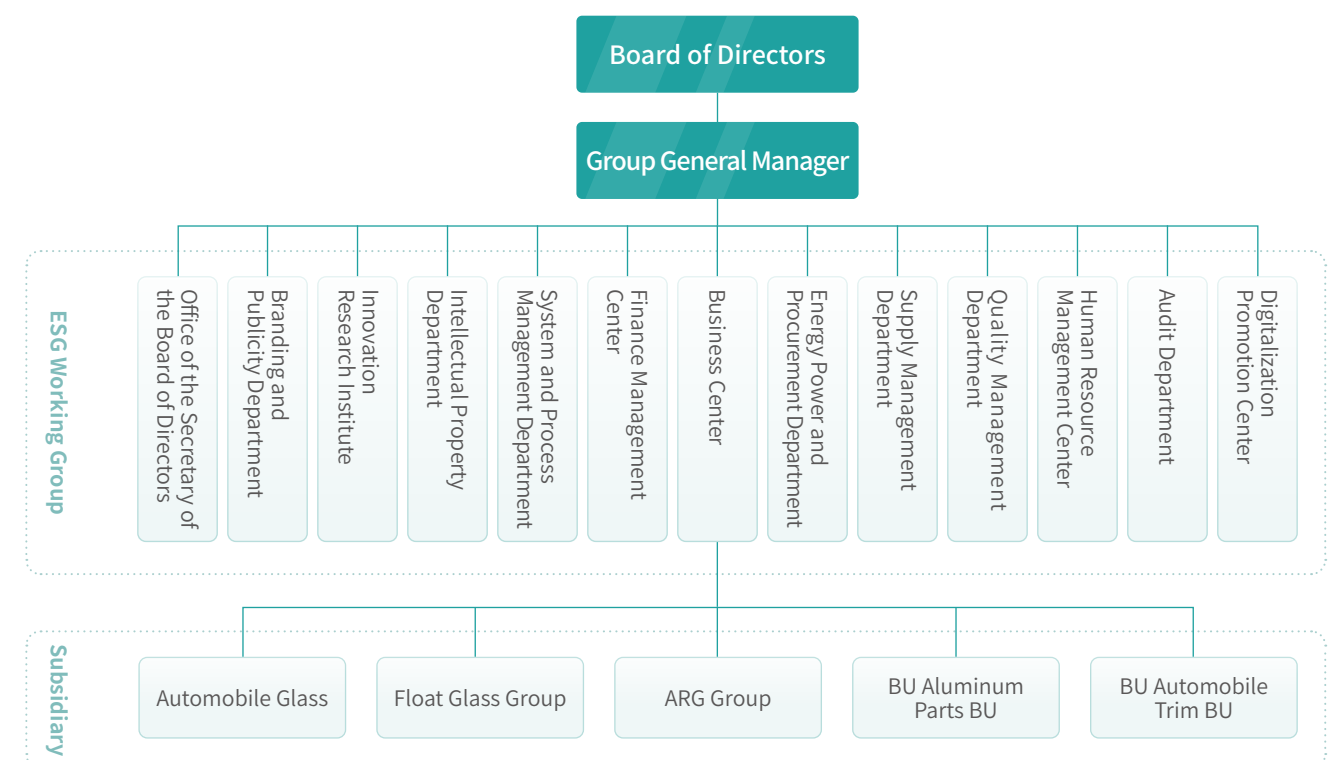 Board of Directors
Group General Manager
ESG Working Group
Office of the Secretary of
the Board of Directors
Branding and
Publicity Department
Innovation
Research Institute
Intellectual Property
Department
System and Process
Management Department
Finance Management
Center
Business Center
Energy Power and
Procurement Department
Supply Management
Department
Quality Management
Department
Human Resource
Management Center
Audit Department
Digitalization
Promotion Center
Subsidiary
Automobile Glass
Float Glass Group
ARG Group
BU Aluminum
Parts BU
BU Automobile
Trim BU